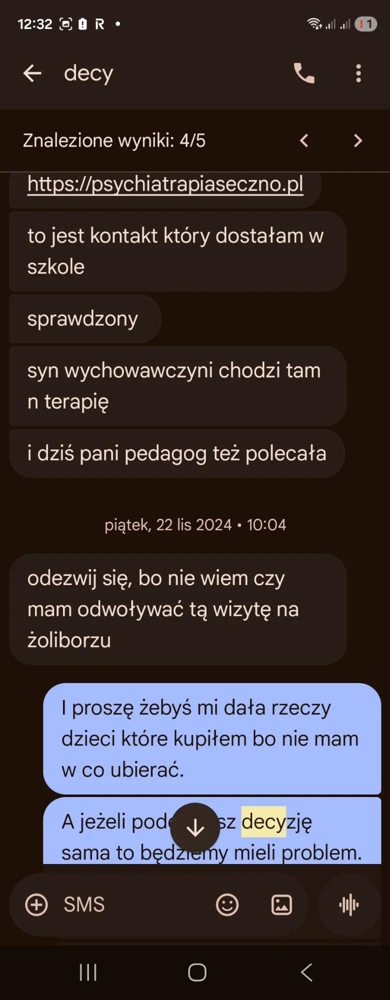 12:32
1
decy
Znalezione wyniki: 4/5
https://psychiatrapiaseczno.pl
to jest kontakt który dostałam w
szkole
sprawdzony
syn wychowawczyni chodzi tam
n terapię
i dziś pani pedagog też polecała
piątek, 22 lis 2024 • 10:04
odezwij się, bo nie wiem czy
mam odwoływać tą wizytę na
żoliborzu
I proszę żebyś mi dała rzeczy
dzieci które kupiłem bo nie mam
w co ubierać.
A jeżeli decyzję
sama to będziemy mieli problem.
SMS